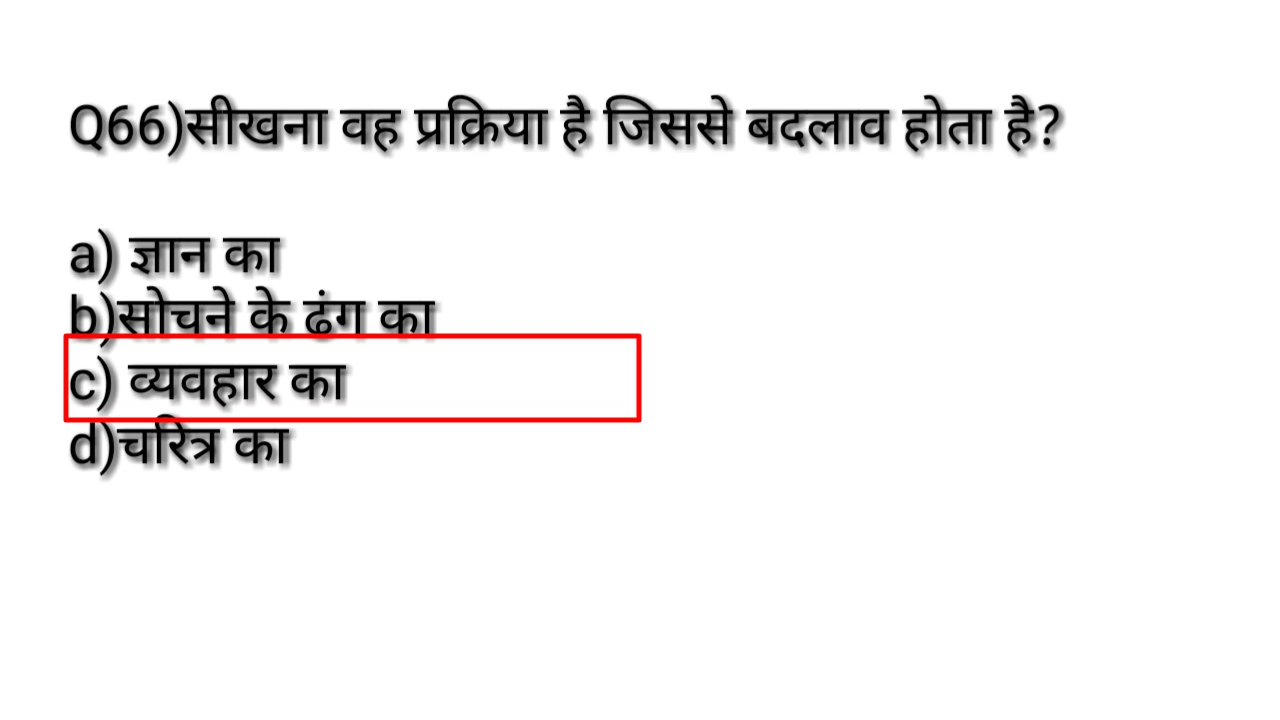 Q66)सीखना वह प्रक्रिया है जिससे बदलाव होता है?
a) ज्ञान का
b)सोचने के ढंग का
c) व्यवहार का
d)चरित्र का